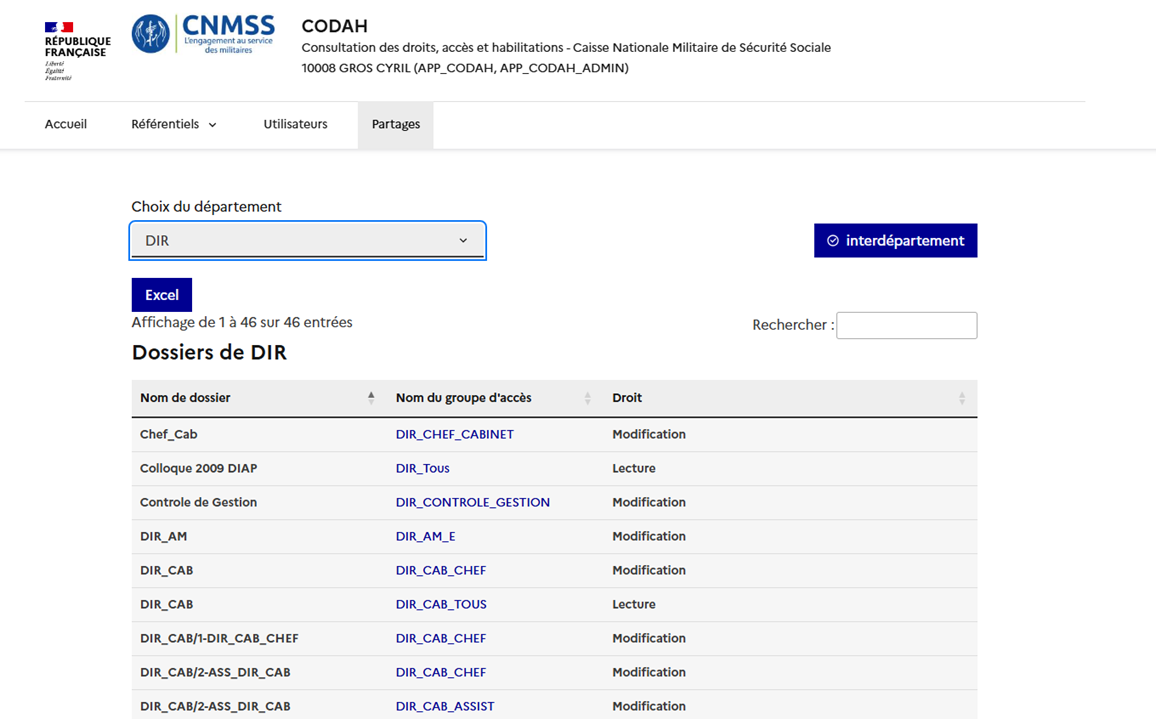 RÉPUBLIQUE
FRANÇAISE
Liberté
Égalité
Fraternité
CNMSS
L'engagement au service
des militaires
CODAH
Consultation des droits, accès et habilitations - Caisse Nationale Militaire de Sécurité Sociale
10008 GROS CYRIL (APP_CODAH, APP_CODAH_ADMIN)
Accueil Référentiels Utilisateurs Partages
Choix du département
DIR
interdépartement
Excel
Affichage de 1 à 46 sur 46 entrées
Rechercher :
Dossiers de DIR
Nom de dossier Nom du groupe d'accès Droit
Chef_Cab DIR_CHEF_CABINET Modification
Colloque 2009 DIAP DIR_Tous Lecture
Controle de Gestion DIR_CONTROLE_GESTION Modification
DIR_AM DIR_AM_E Modification
DIR_CAB DIR_CAB_CHEF Modification
DIR_CAB DIR_CAB_TOUS Lecture
DIR_CAB/1-DIR_CAB_CHEF DIR_CAB_CHEF Modification
DIR_CAB/2-ASS_DIR_CAB DIR_CAB_CHEF Modification
DIR_CAB/2-ASS_DIR_CAB DIR_CAB_ASSIST Modification